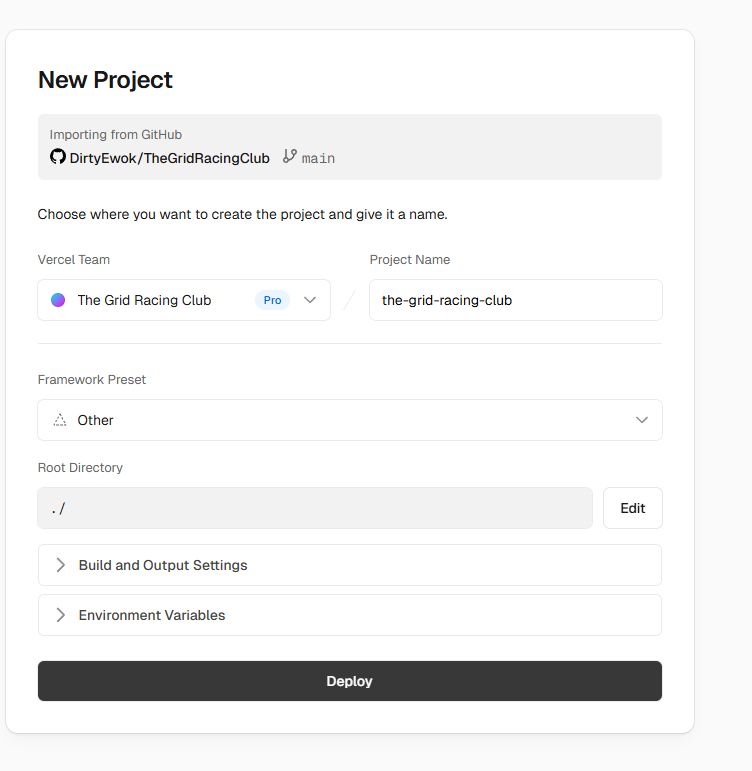 New Project
Importing from GitHub
DirtyEwok/TheGridRacingClub main
Choose where you want to create the project and give it a name.
Vercel Team
Project Name
The Grid Racing Club Pro
the-grid-racing-club
Framework Preset
Other
Root Directory
./
Edit
Build and Output Settings
Environment Variables
Deploy